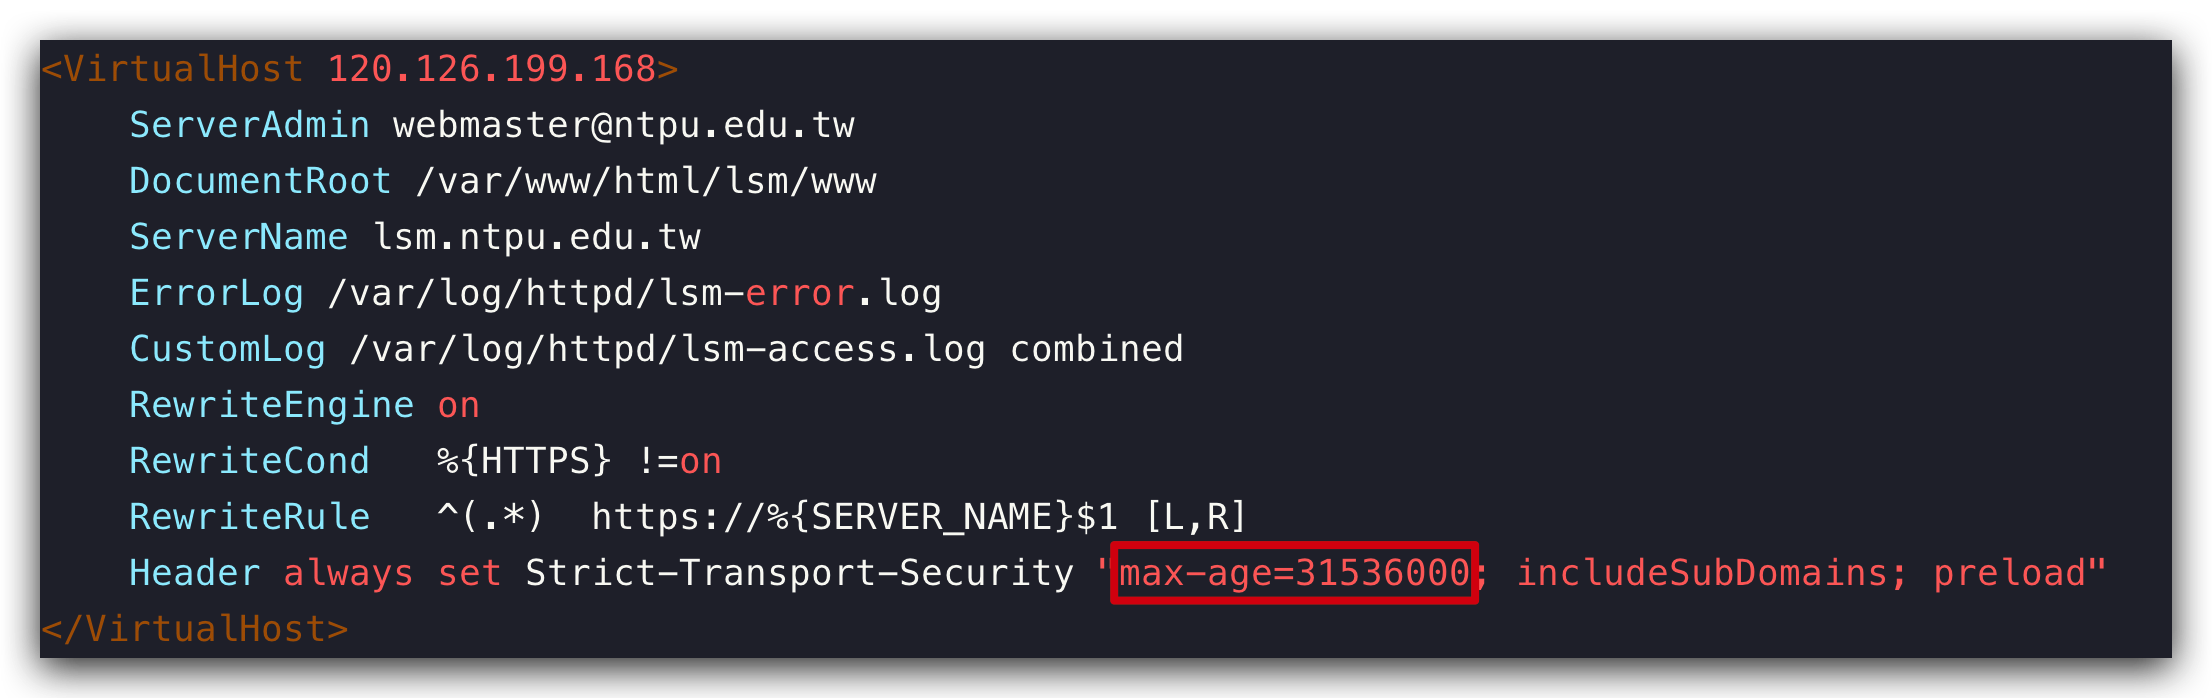 <VirtualHost 120.126.199.168>
    ServerAdmin webmaster@ntpu.edu.tw
    DocumentRoot /var/www/html/lsm/www
    ServerName lsm.ntpu.edu.tw
    ErrorLog /var/log/httpd/lsm-error.log
    CustomLog /var/log/httpd/lsm-access.log combined
    RewriteEngine on
    RewriteCond   %{HTTPS} !=on
    RewriteRule   ^(.*)  https://%{SERVER_NAME}$1 [L,R]
    Header always set Strict-Transport-Security "max-age=31536000; includeSubDomains; preload"
</VirtualHost>